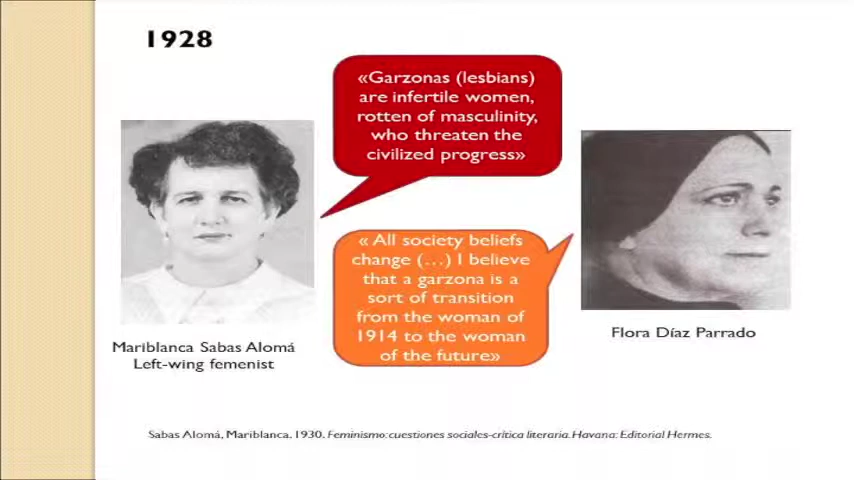 1928
«Garzonas (lesbians)
are infertile women,
rotten of masculinity,
who threaten the
civilized progress»
« All society beliefs
change (...) I believe
that a garzona is a
sort of transition
from the woman of
1914 to the woman
of the future»
Mariblanca Sabas Alomá
Left-wing femenist
Flora Díaz Parrado
Sabas Alomá, Mariblanca. 1930. Feminismo: cuestiones sociales-crítica literaria. Havana: Editorial Hermes.